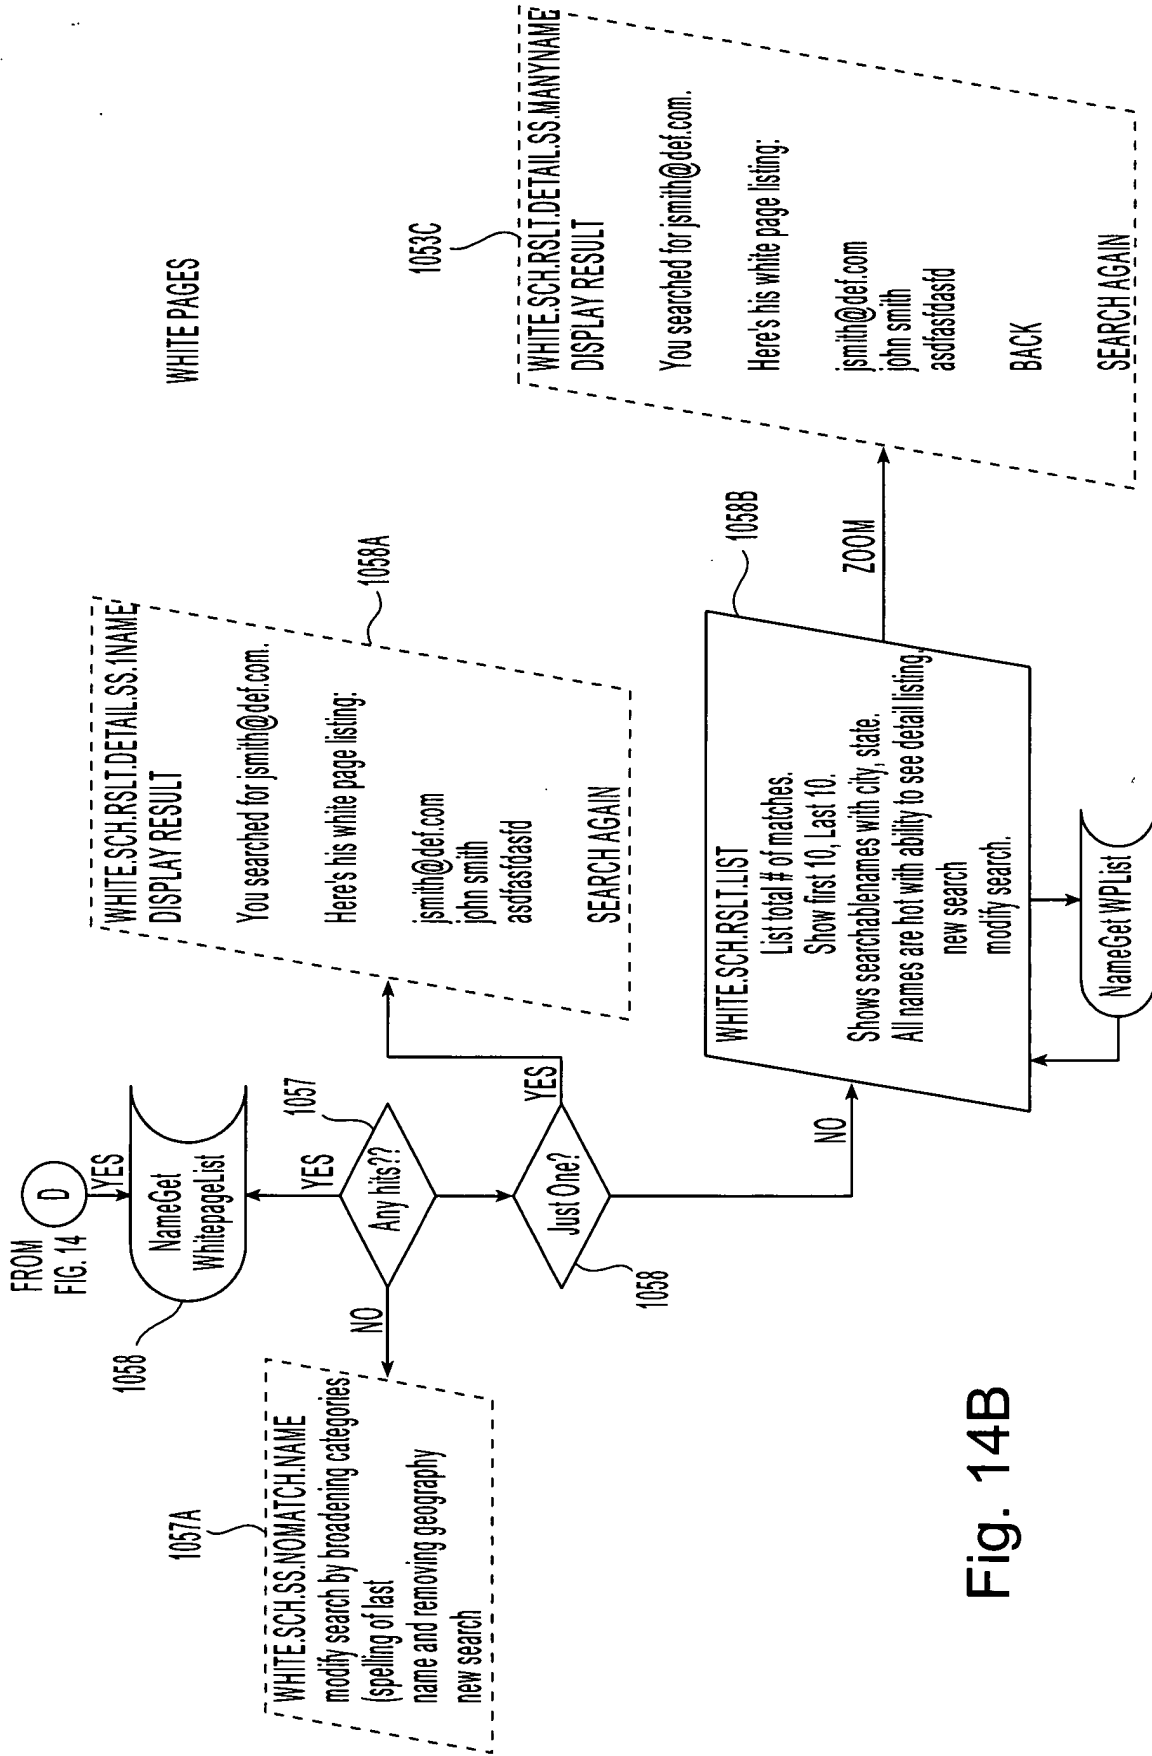 WHITE PAGES
FROM
FIG. 14
D
YES
NameGet
WhitepageList
1058
YES
Any hits??
1057
NO
1057A
WHITE.SCH.SS.NOMATCH.NAME
modify search by broadening categories
(spelling of last
name and removing geography
new search
Just One?
1058
YES
1058A
WHITE.SCH.RSLT.DETAIL.SS.1NAME
DISPLAY RESULT
You searched for jsmith@def.com.
Here's his white page listing:
jsmith@def.com
john smith
asdfasfdasfd
SEARCH AGAIN
NO
1058B
WHITE.SCH.RSLT.LIST
List total # of matches.
Show first 10, Last 10.
Shows searchablenames with city, state.
All names are hot with ability to see detail listing.
new search
modify search.
NameGet WPList
ZOOM
1053C
WHITE.SCH.RSLT.DETAIL.SS.MANYNAME
DISPLAY RESULT
You searched for jsmith@def.com.
Here's his white page listing:
jsmith@def.com
john smith
asdfasfdasfd
BACK
SEARCH AGAIN
Fig. 14B